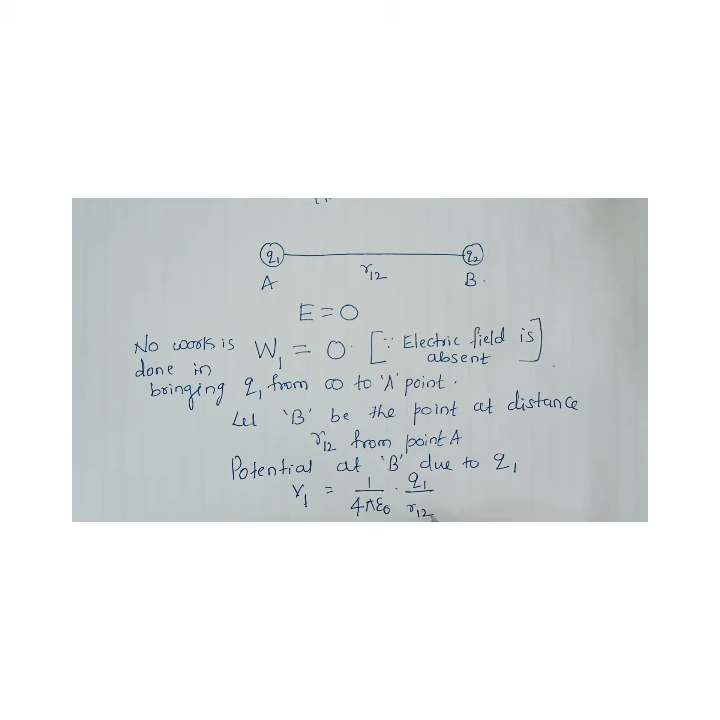 q₁ q₂
A r₁₂ B.
E = 0
No work is W₁ = 0. [∵ Electric field is absent]
done in
bringing q₁ from ∞ to 'A' point.
Let 'B' be the point at distance
r₁₂ from point A
Potential at 'B' due to q₁
V₁ = 1/4πε₀ · q₁/r₁₂